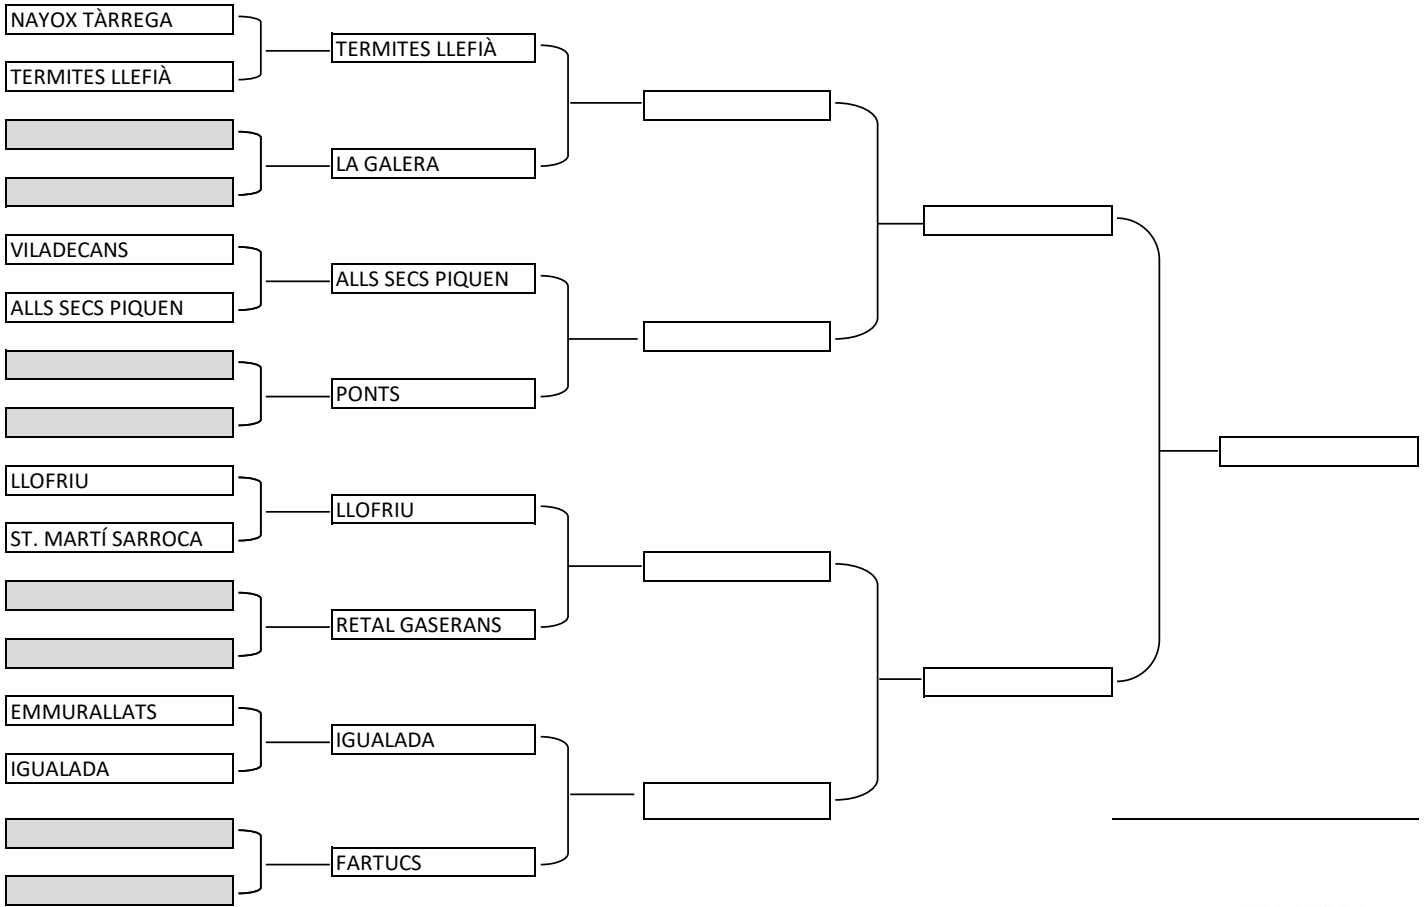 NAYOX TÀRREGA
TERMITES LLEFIÀ
TERMITES LLEFIÀ
LA GALERA
VILADECANS
ALLS SECS PIQUEN
ALLS SECS PIQUEN
PONTS
LLOFRIU
LLOFRIU
ST. MARTÍ SARROCA
RETAL GASERANS
EMMURALLATS
IGUALADA
IGUALADA
FARTUCS